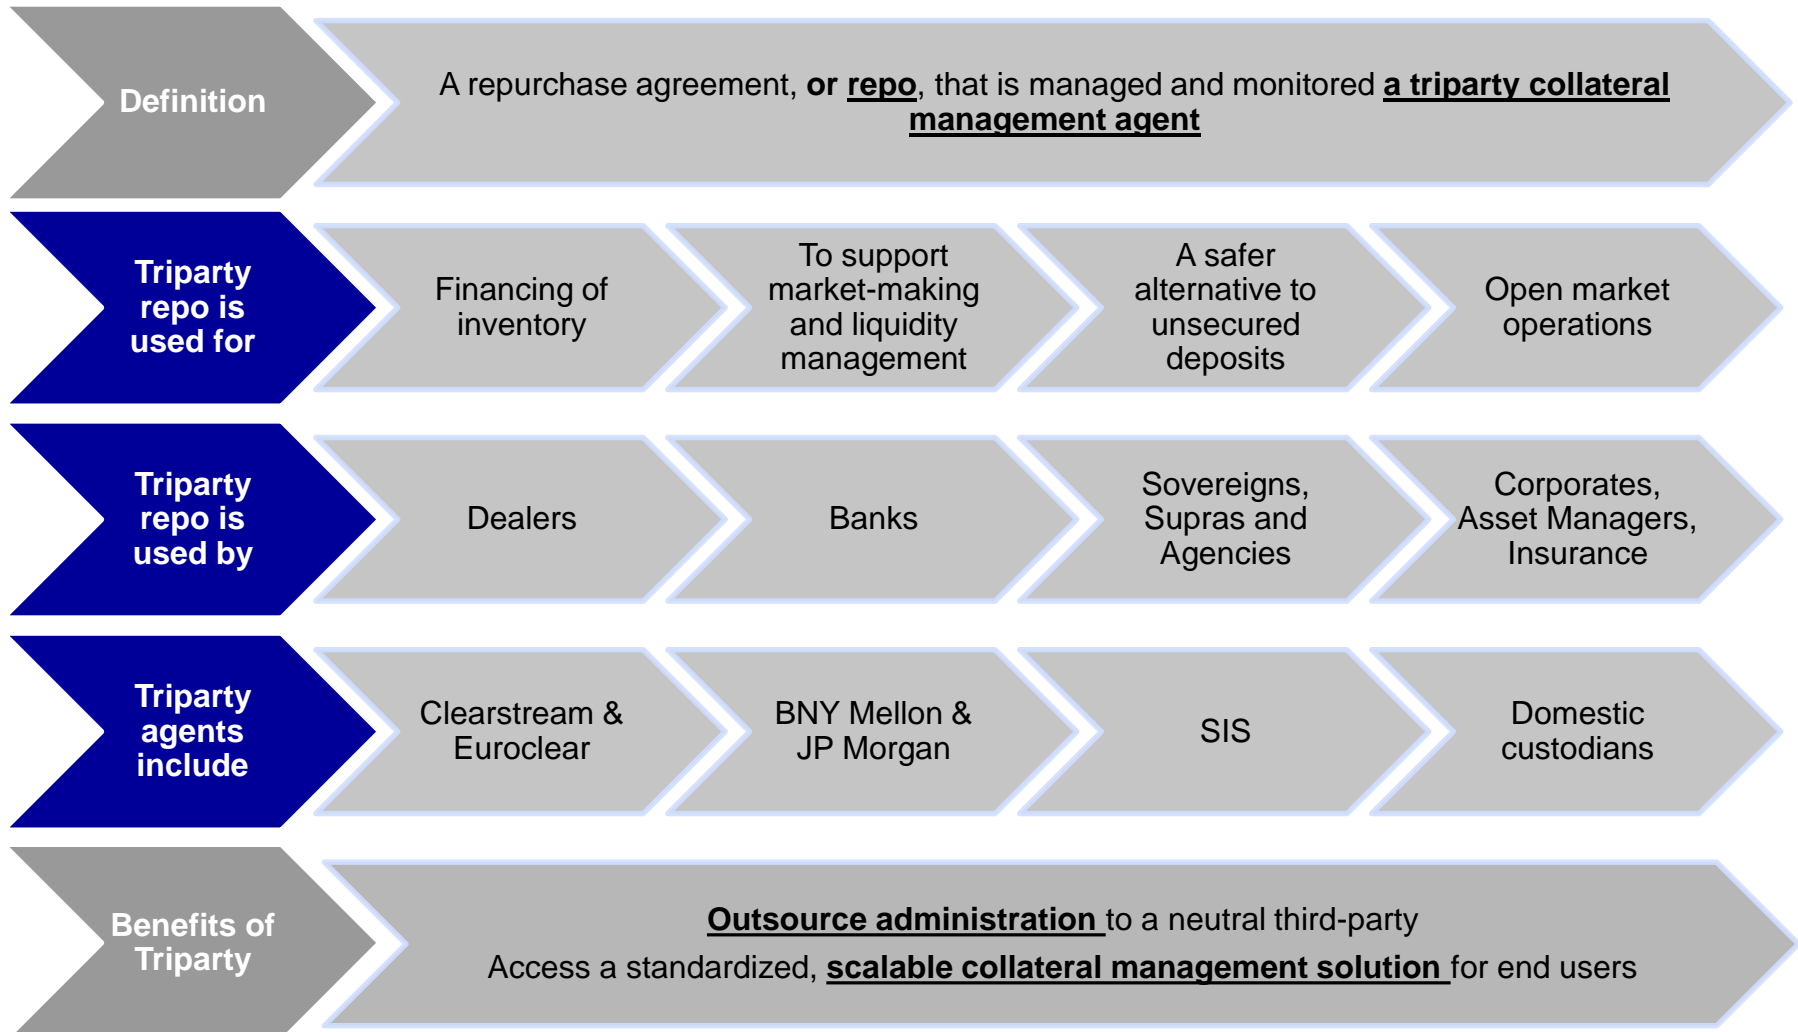 Definition
A repurchase agreement, or repo, that is managed and monitored a triparty collateral
management agent
Triparty
repo is
used for
Financing of
inventory
To support
market-making
and liquidity
management
A safer
alternative to
unsecured
deposits
Open market
operations
Triparty
repo is
used by
Dealers
Banks
Sovereigns,
Supras and
Agencies
Corporates,
Asset Managers,
Insurance
Triparty
agents
include
Clearstream &
Euroclear
BNY Mellon &
JP Morgan
SIS
Domestic
custodians
Benefits of
Triparty
Outsource administration to a neutral third-party
Access a standardized, scalable collateral management solution for end users